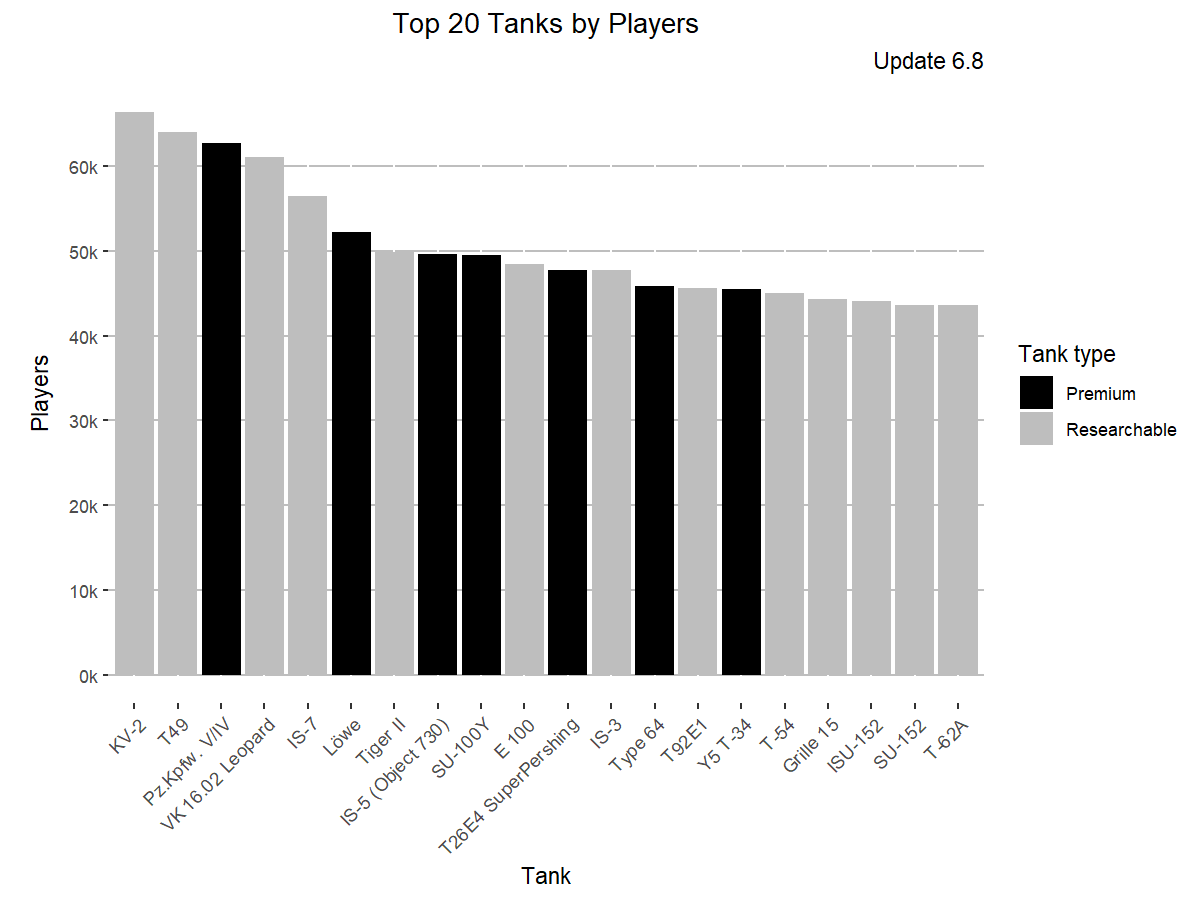 Top 20 Tanks by Players
Update 6.8
Players
60k
50k
40k
30k
20k
10k
0k
KV-2
T49
Pz.Kpfw. V/IV
VK 16.02 Leopard
IS-7
Löwe
Tiger II
IS-5 (Object 730)
SU-100Y
E 100
T26E4 SuperPershing
IS-3
Type 64
T92E1
Y5 T-34
T-54
Grille 15
ISU-152
SU-152
T-62A
Tank
Tank type
Premium
Researchable